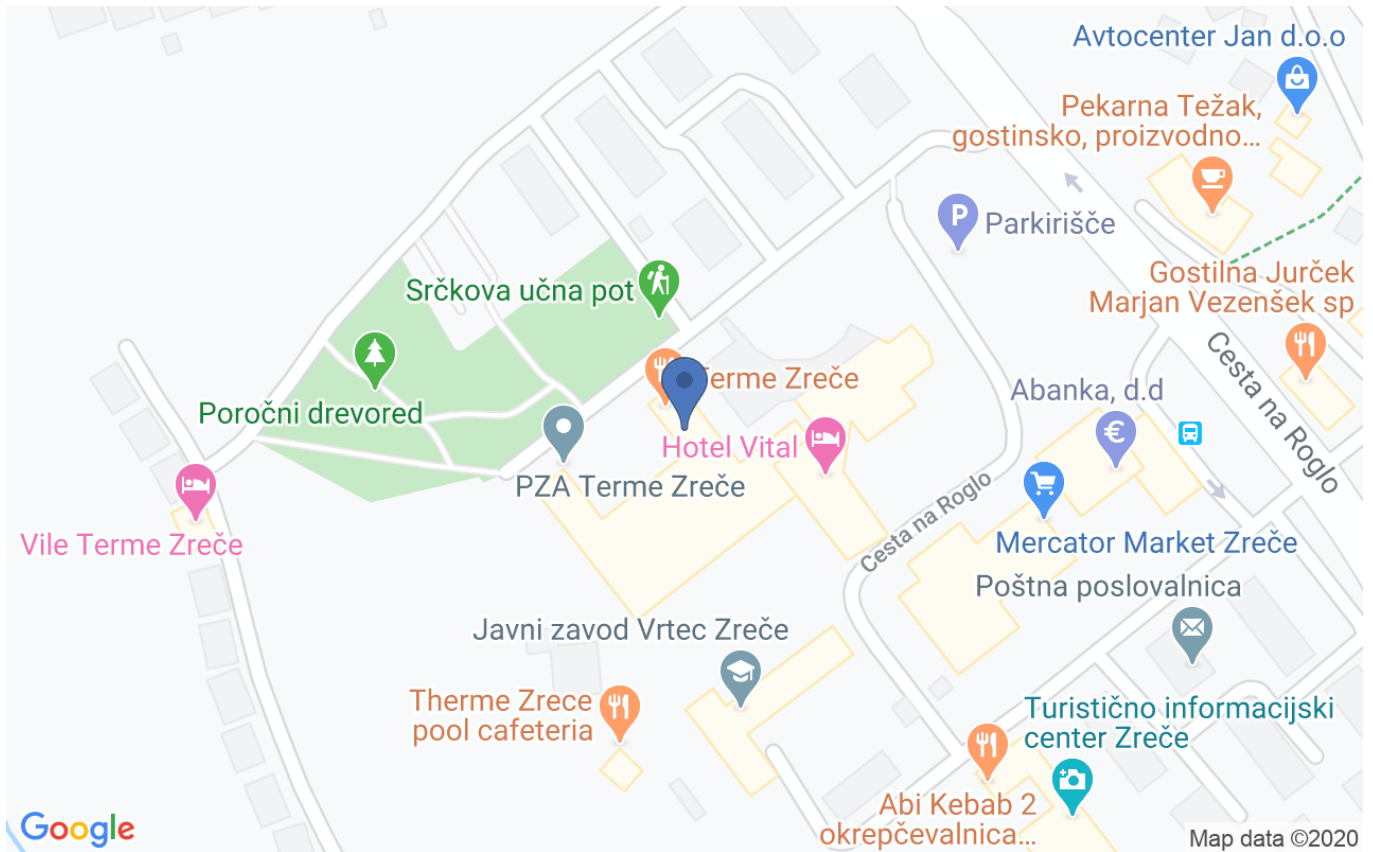 Avtocenter Jan d.o.o
Pekarna Težak,
gostinsko, proizvodno...
P
Parkirišče
Gostilna Jurček
Marjan Vezenšek sp
Srčkova učna pot
Cesta na Roglo
Terme Zreče
Abanka, d.d
€
Poročni drevored
Hotel Vital
PZA Terme Zreče
Vile Terme Zreče
Cesta na Roglo
Mercator Market Zreče
Poštna poslovalnica
Javni zavod Vrtec Zreče
Therme Zrece
pool cafeteria
Turistično informacijski
center Zreče
Abi Kebab 2
okrepčevalnica...
Google
Map data ©2020